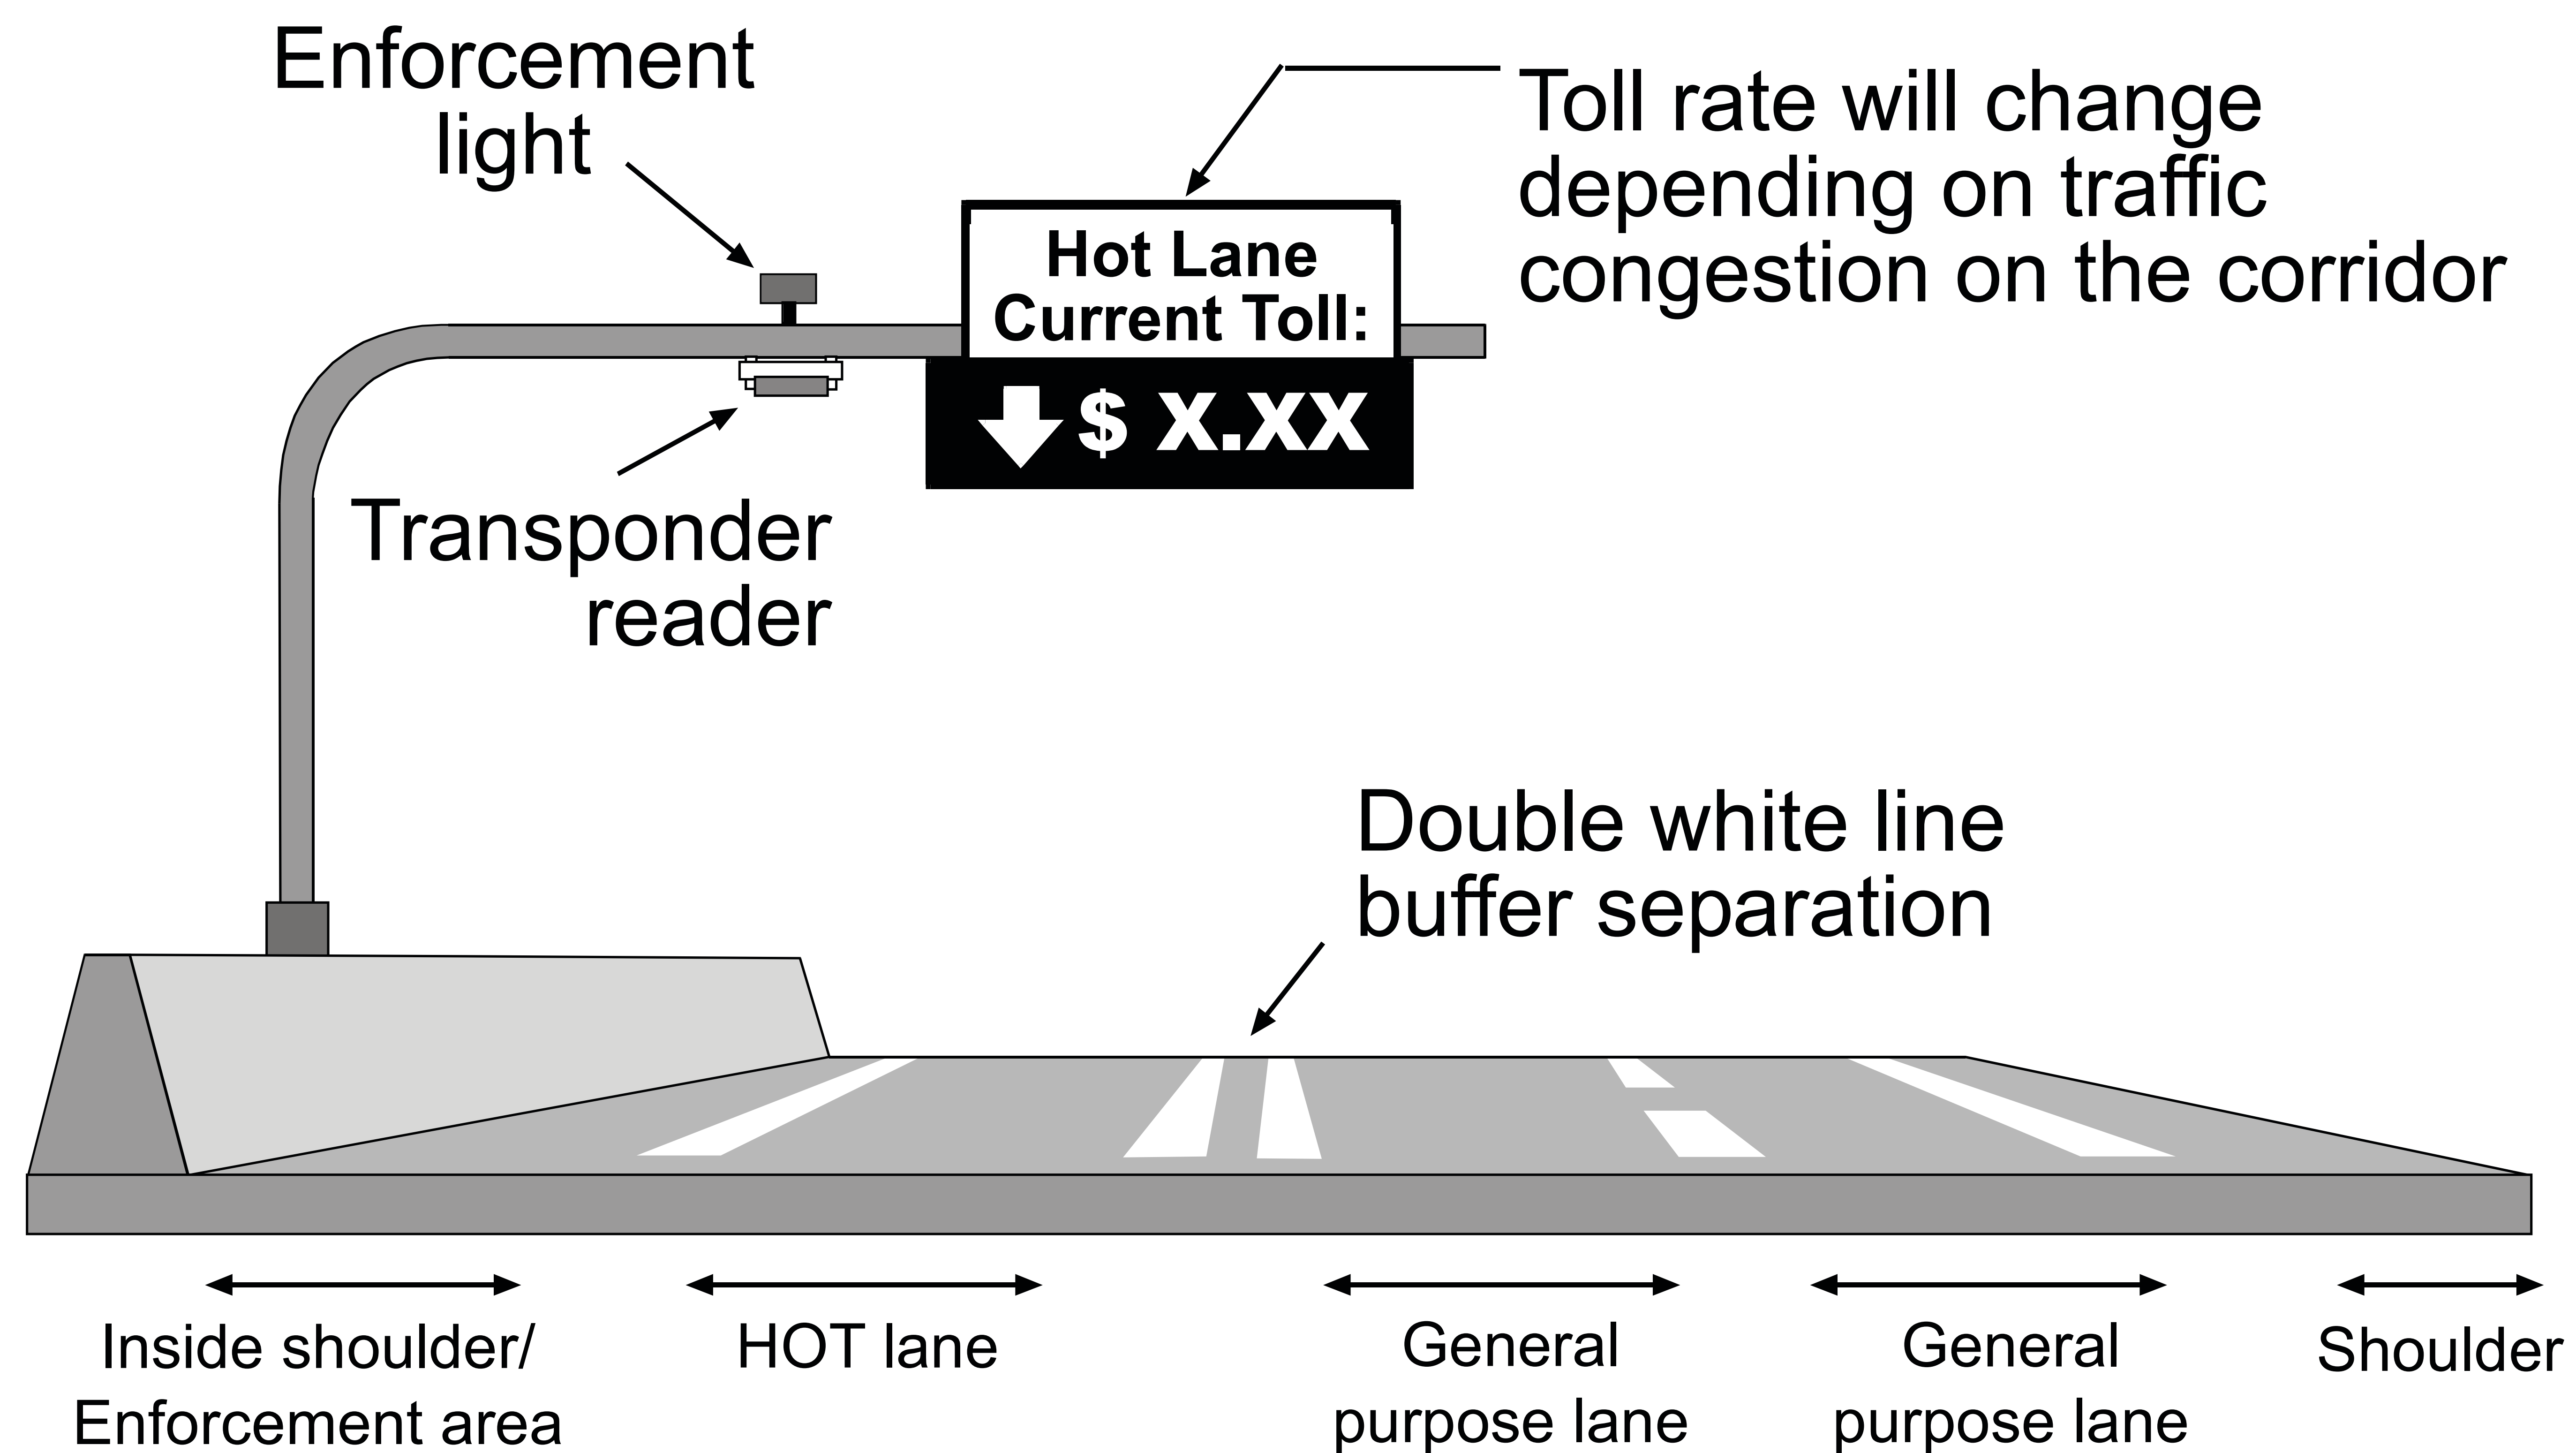 Enforcement
light
Toll rate will change
depending on traffic
congestion on the corridor
Hot Lane
Current Toll:
$ x.xx
Transponder
reader
Double white line
buffer separation
Inside shoulder/
Enforcement area
HOT lane
General
purpose lane
General
purpose lane
Shoulder